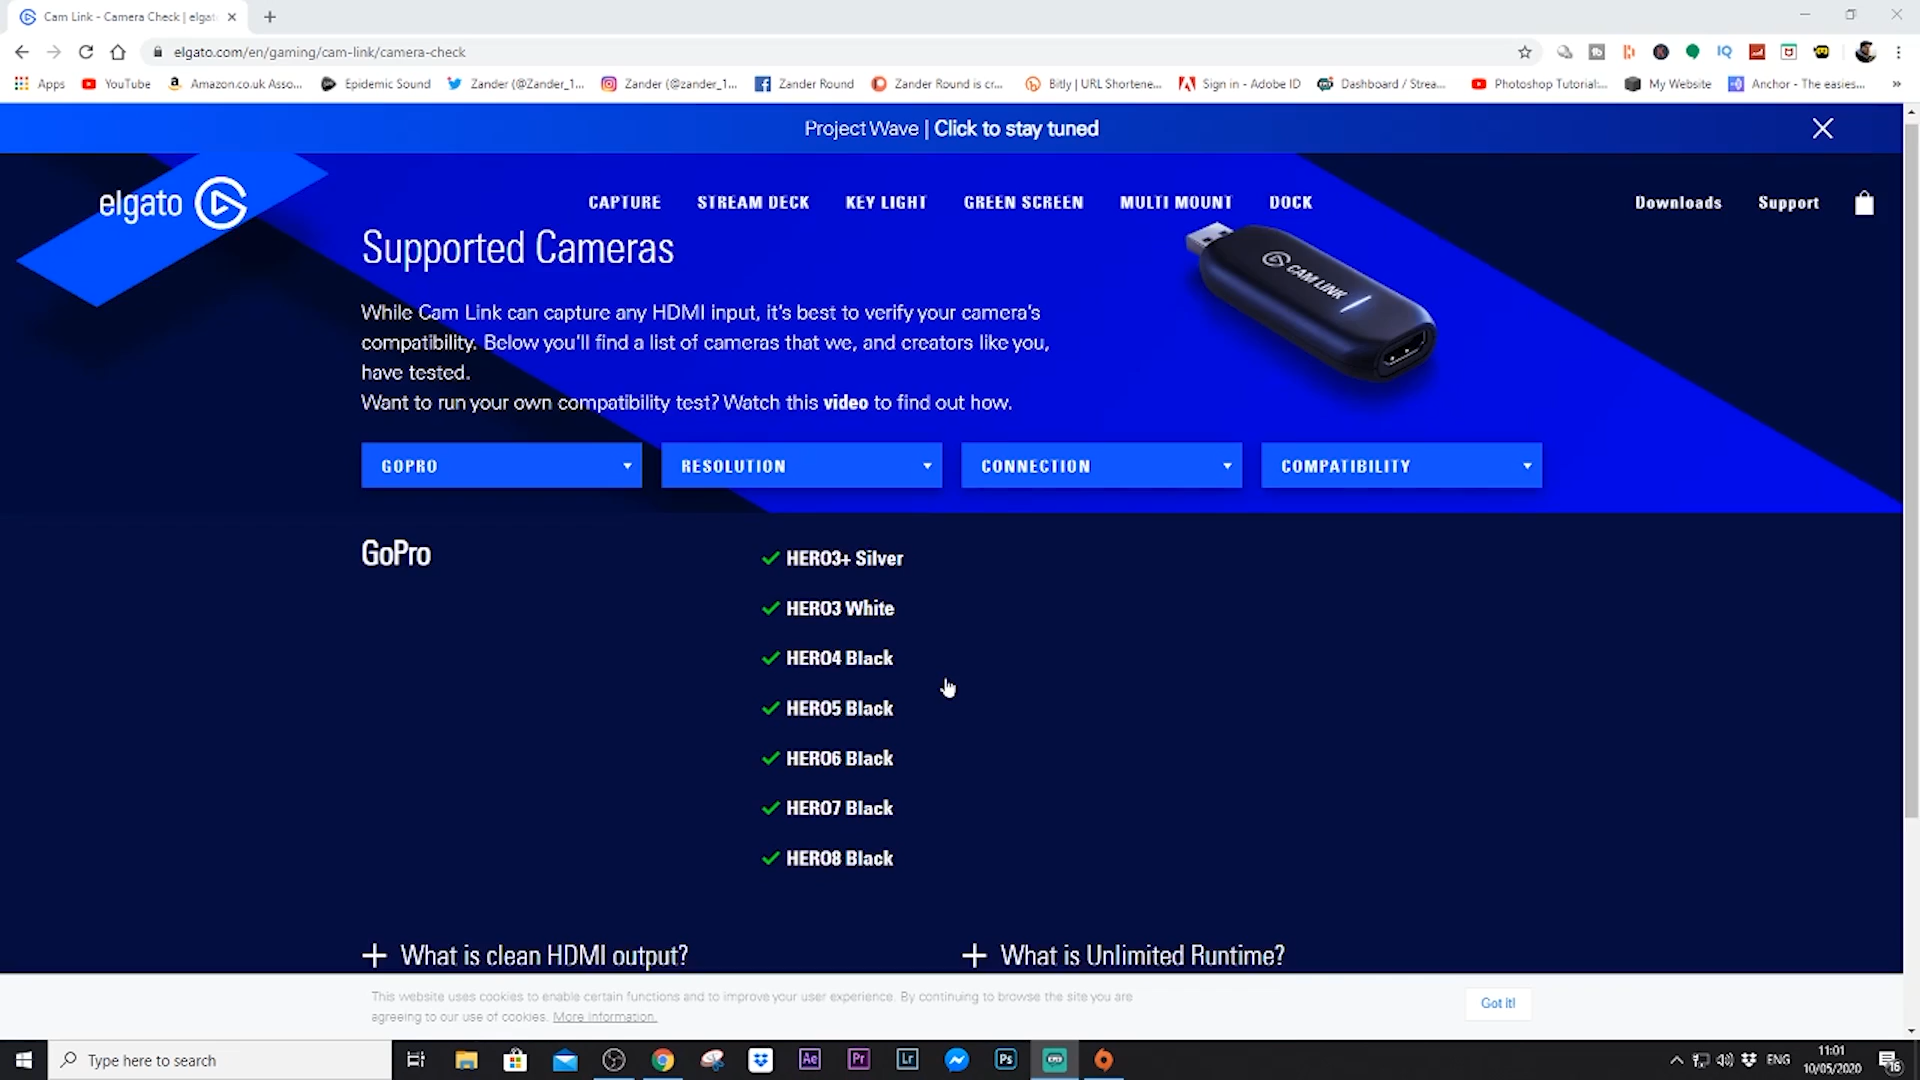 Cam Link - Camera Check | elgat
elgato.com/en/gaming/cam-link/camera-check
Apps YouTube Amazon.co.uk Asso... Epidemic Sound Zander (@Zander_1... Zander (@zander_1... Zander Round Zander Round is cr... Bitly | URL Shortene... Sign in - Adobe ID Dashboard / Strea... Photoshop Tutorial:... My Website Anchor - The easies... »
Project Wave | Click to stay tuned
elgato CAPTURE STREAM DECK KEY LIGHT GREEN SCREEN MULTI MOUNT DOCK Downloads Support
Supported Cameras
CAM LINK
While Cam Link can capture any HDMI input, it's best to verify your camera's
compatibility. Below you'll find a list of cameras that we, and creators like you,
have tested.
Want to run your own compatibility test? Watch this video to find out how.
GOPRO RESOLUTION CONNECTION COMPATIBILITY
GoPro
HERO3+ Silver
HERO3 White
HERO4 Black
HERO5 Black
HERO6 Black
HERO7 Black
HERO8 Black
What is clean HDMI output? What is Unlimited Runtime?
This website uses cookies to enable certain functions and to improve your user experience. By continuing to browse the site you are
agreeing to our use of cookies. More information.
Got it!
Type here to search
Ae Pr Lr Ps
ENG
11:01
10/05/2020
16